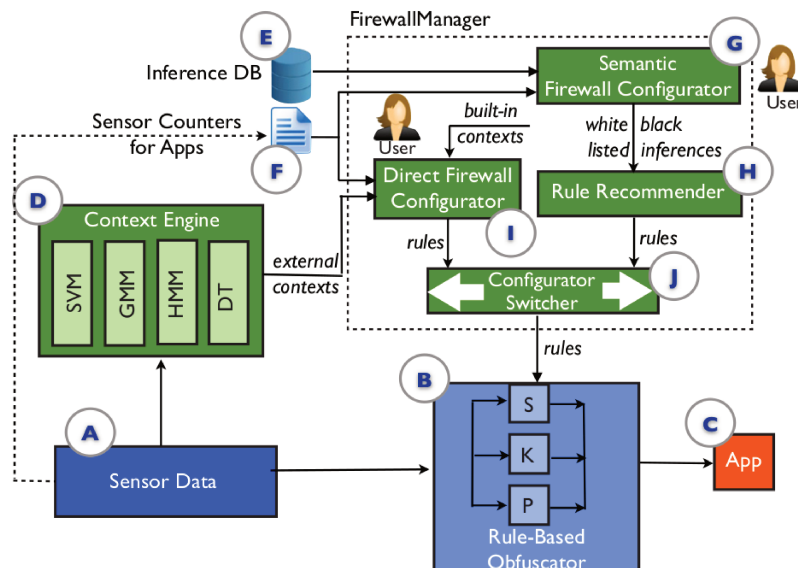 FirewallManager
E
Inference DB
G
Semantic
Firewall Configurator
User
Sensor Counters
for Apps
F
User
built-in
contexts
white black
listed inferences
D
Context Engine
SVM
GMM
HMM
DT
external
contexts
Direct Firewall
Configurator
I
H
Rule Recommender
rules
rules
Configurator
Switcher
J
rules
A
Sensor Data
B
S
K
P
Rule-Based
Obfuscator
C
App